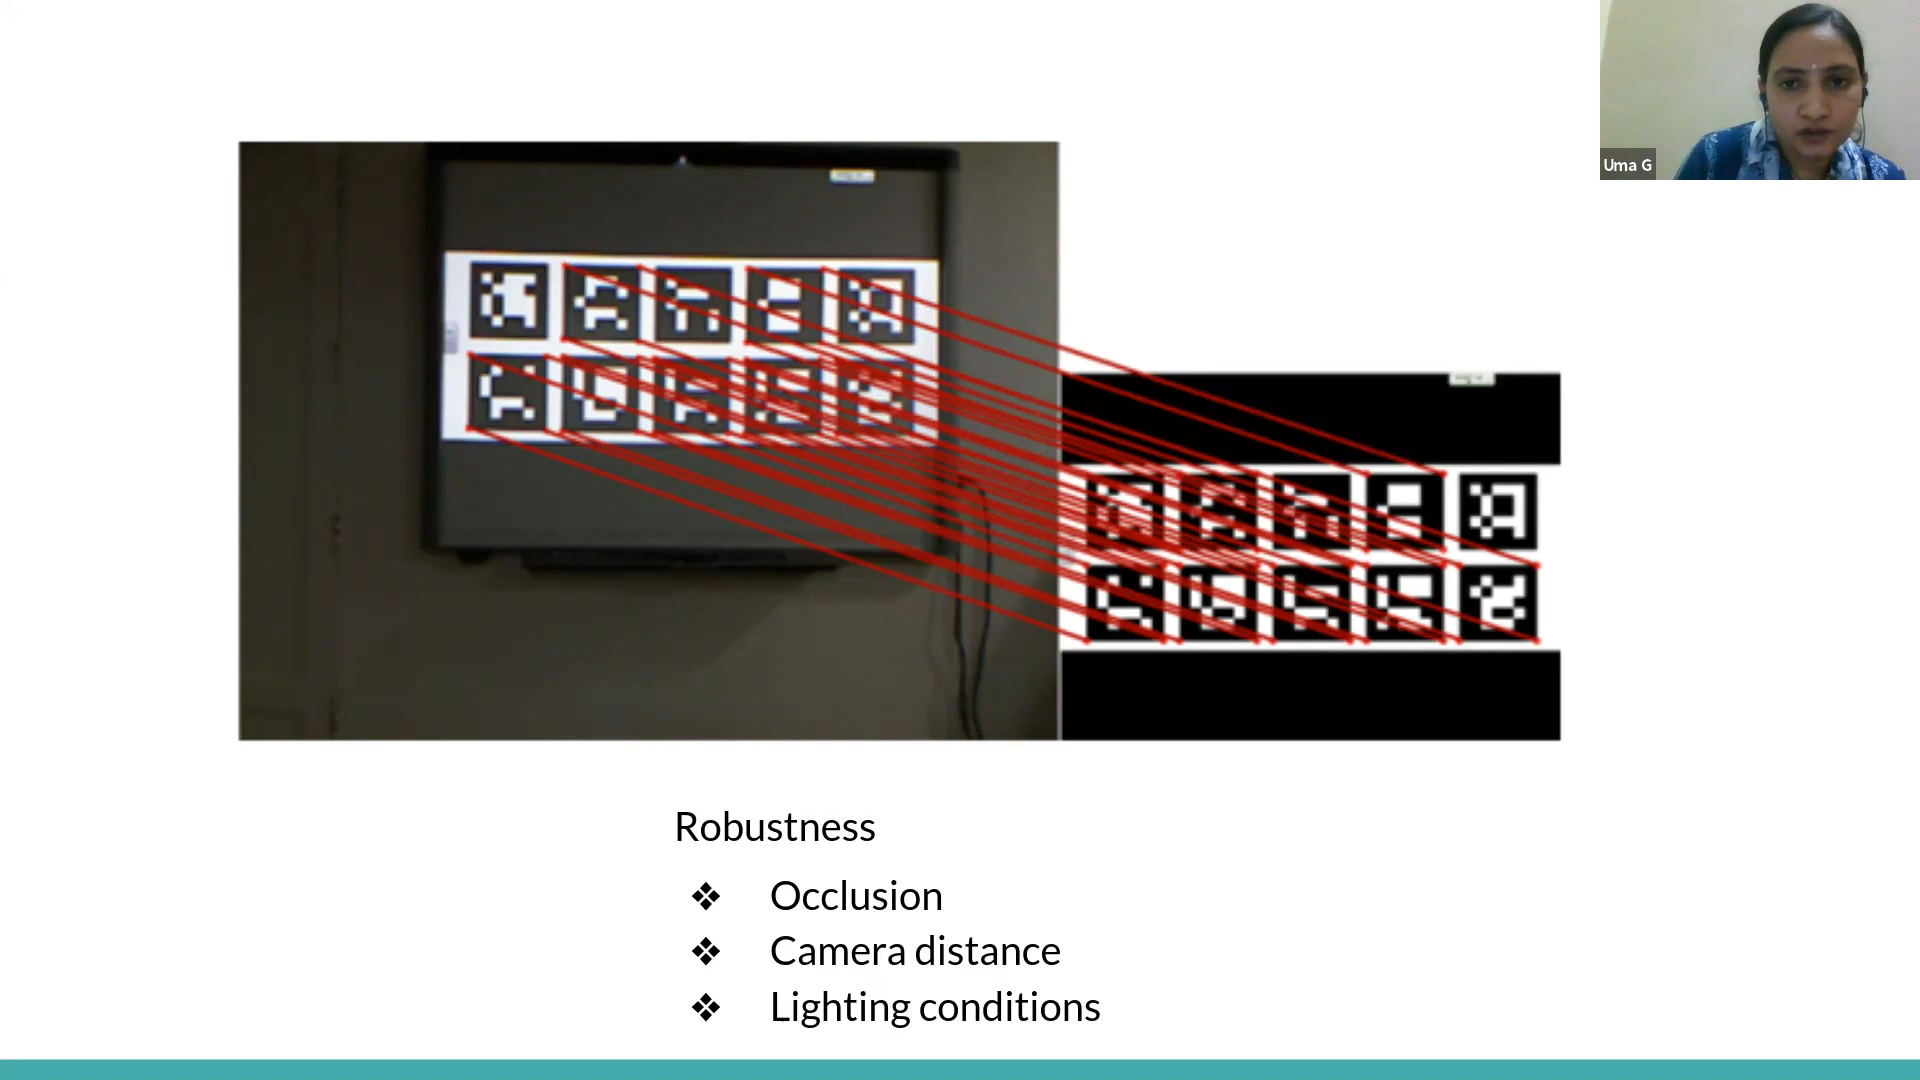 Uma G
Robustness
❖ Occlusion
❖ Camera distance
❖ Lighting conditions